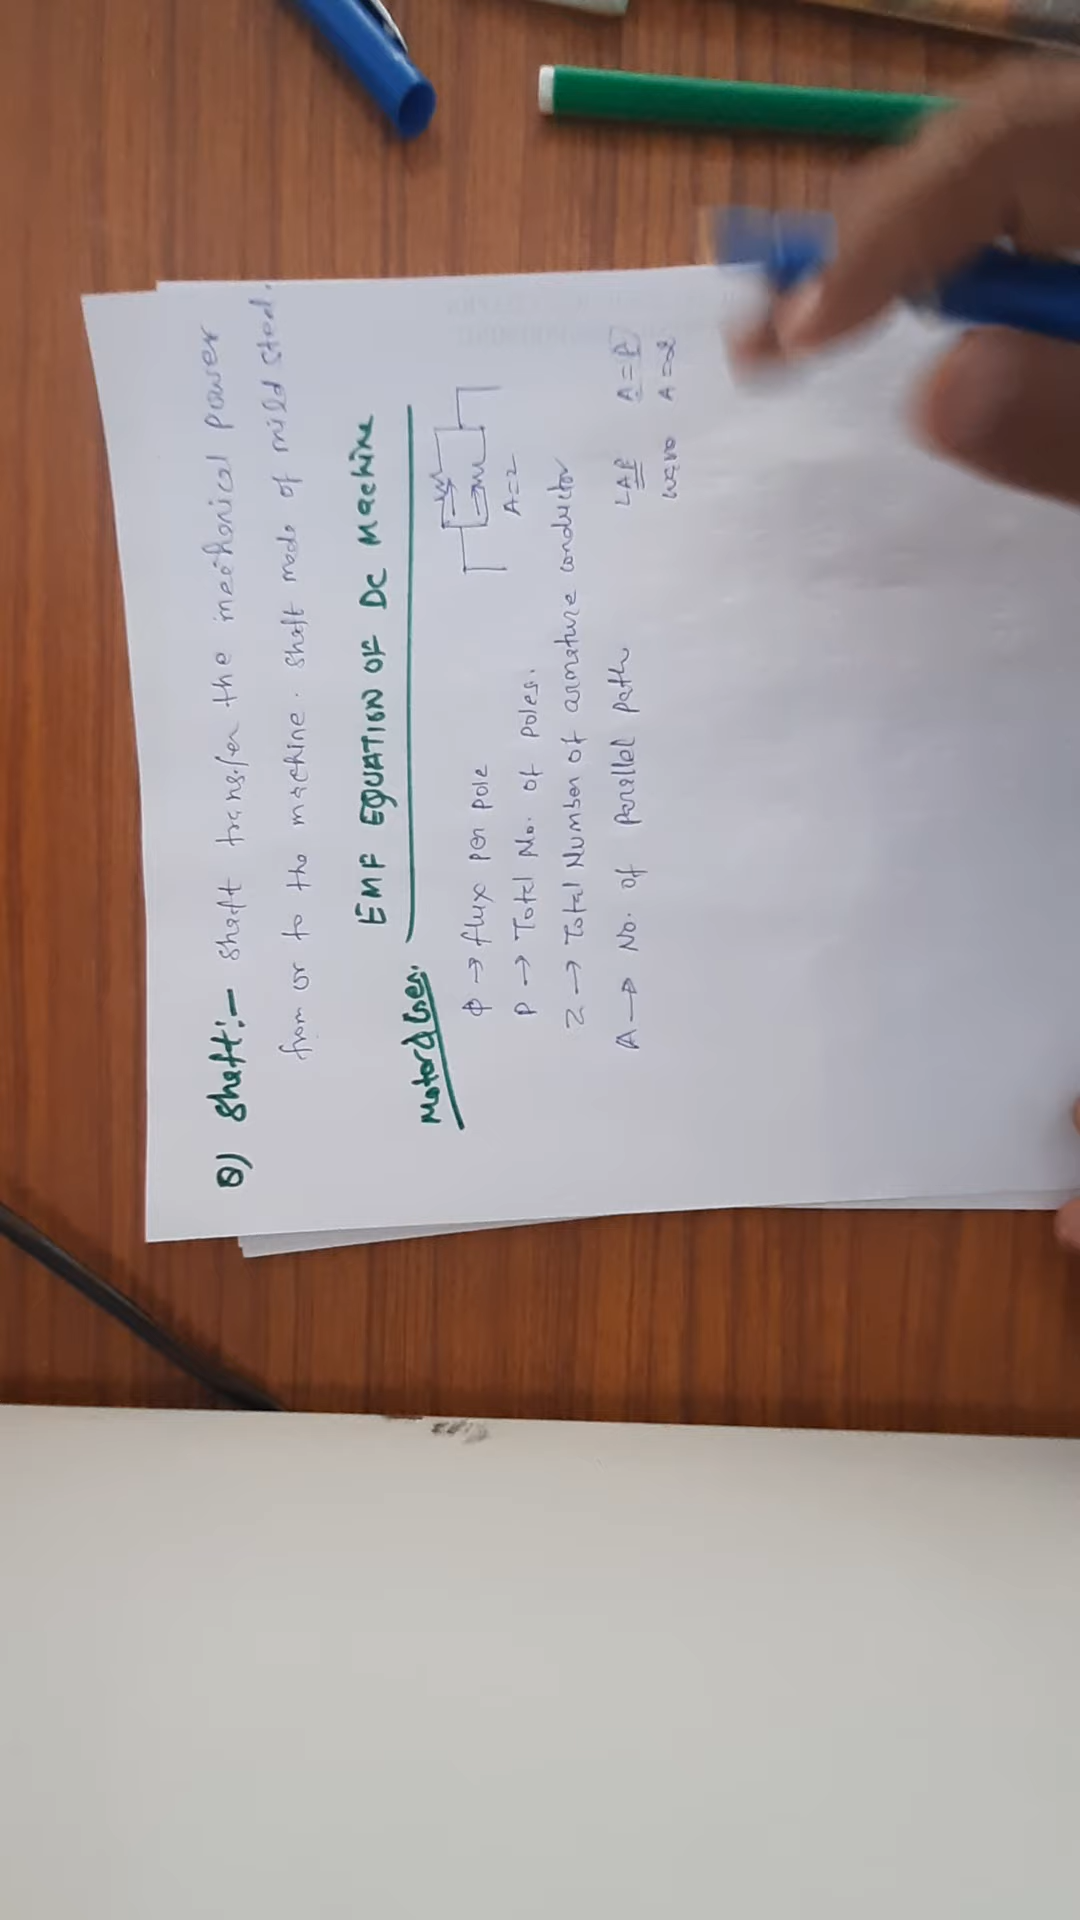 8) Shaft:- Shaft transfer the mechanical power
from or to the machine. Shaft made of mild steel.
EMF EQUATION OF DC Machine
Motor &
ϕ → flux per pole
P → Total No. of Poles.
A=2
Z → Total Number of armature conductor
A → No. of Parallel Path
LAP A=P
wave A=2